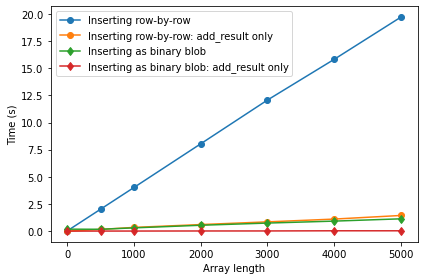 20.0
17.5
15.0
12.5
10.0
7.5
5.0
2.5
0.0
Time (s)
Inserting row-by-row
Inserting row-by-row: add_result only
Inserting as binary blob
Inserting as binary blob: add_result only
0 1000 2000 3000 4000 5000
Array length